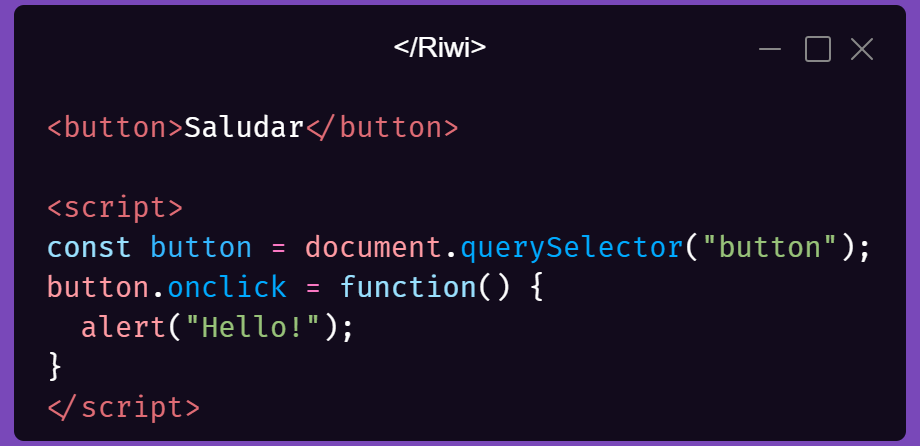 </Riwi>
<button>Saludar</button>
<script>
const button = document.querySelector("button");
button.onclick = function() {
  alert("Hello!");
}
</script>